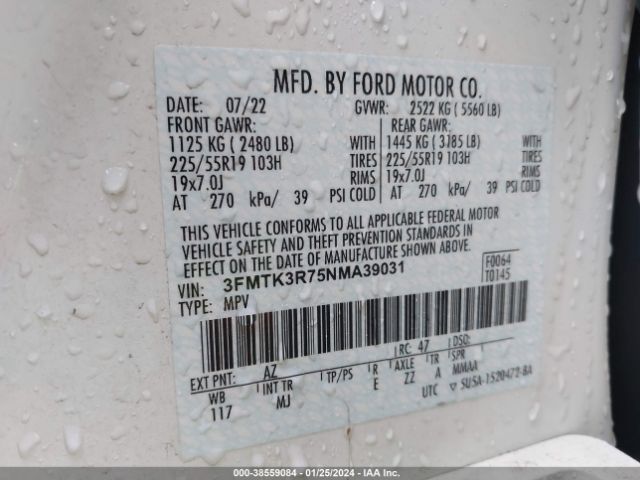 MFD. BY FORD MOTOR CO.
DATE: 07/22 GVWR: 2522 KG ( 5560 LB)
FRONT GAWR: REAR GAWR:
1125 KG ( 2480 LB) WITH 1445 KG ( 3185 LB) WITH
225/55R19 103H TIRES 225/55R19 103H TIRES
19x7.0J RIMS 19x7.0J RIMS
AT 270 kPa/ 39 PSI COLD AT 270 kPa/ 39 PSI COLD
THIS VEHICLE CONFORMS TO ALL APPLICABLE FEDERAL MOTOR
VEHICLE SAFETY AND THEFT PREVENTION STANDARDS IN
EFFECT ON THE DATE OF MANUFACTURE SHOWN ABOVE.
VIN: 3FMTK3R75NMA39031 F0064
TYPE: MPV T0145
EXT PNT: AZ RC: 47 DSO:
WB INT TR TP/PS R AXLE TR SPR
117 MJ E ZZ A MMAA
UTC ▽ SU5A-1520472-BA
000-38559084 - 01/25/2024 - IAA Inc.